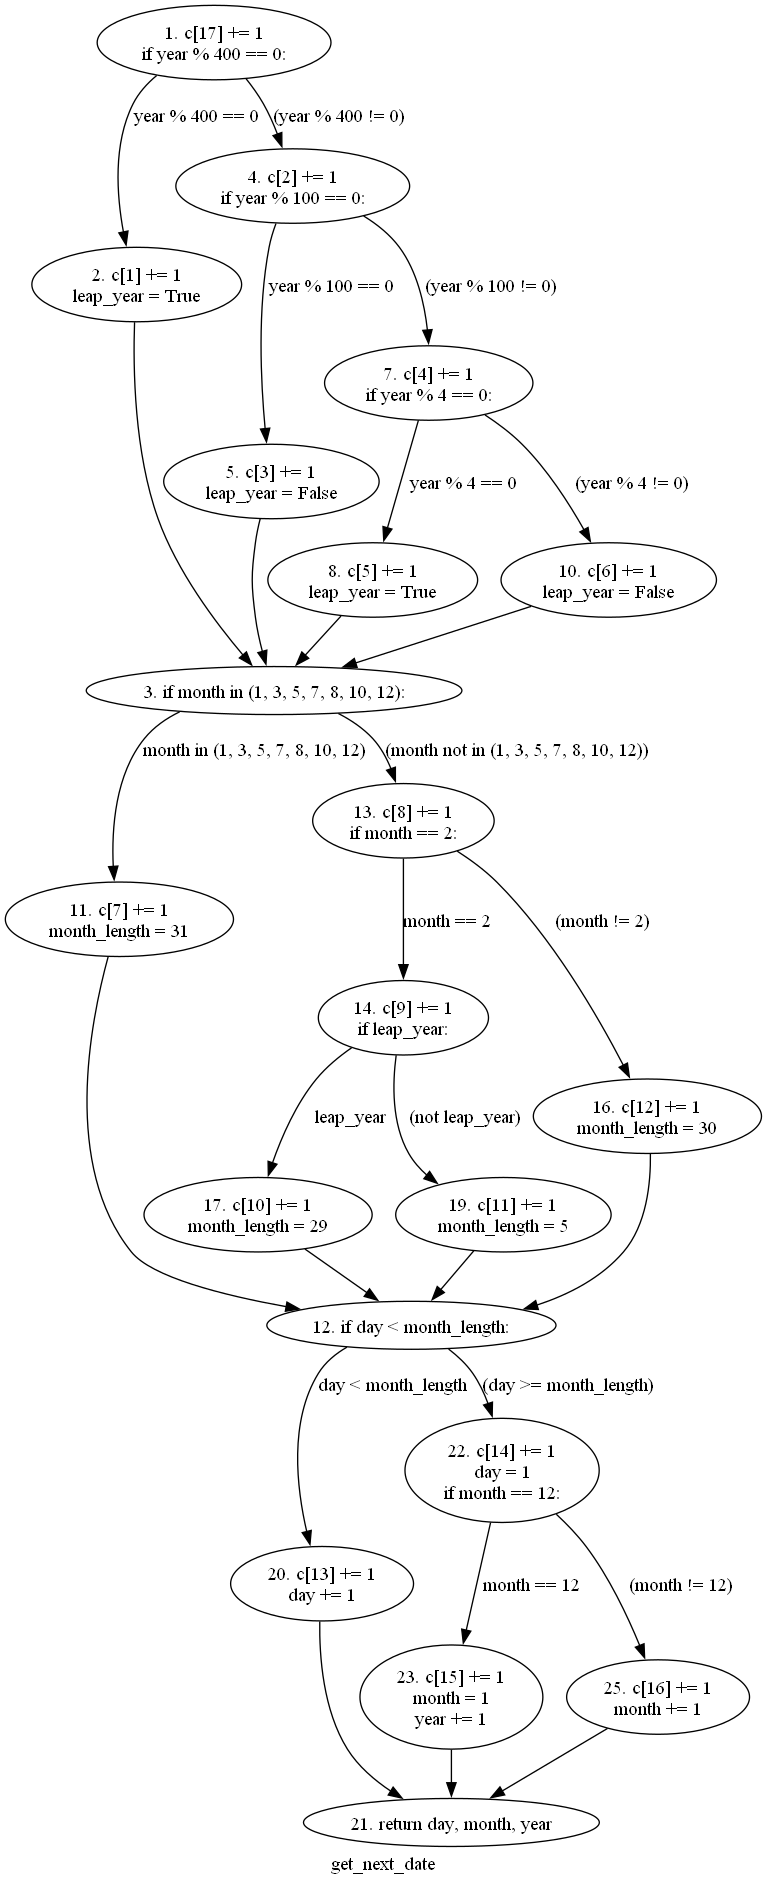 1. c[17] += 1
if year % 400 == 0:
year % 400 == 0
(year % 400 != 0)
4. c[2] += 1
if year % 100 == 0:
2. c[1] += 1
leap_year = True
year % 100 == 0
(year % 100 != 0)
7. c[4] += 1
if year % 4 == 0:
5. c[3] += 1
leap_year = False
year % 4 == 0
(year % 4 != 0)
8. c[5] += 1
leap_year = True
10. c[6] += 1
leap_year = False
3. if month in (1, 3, 5, 7, 8, 10, 12):
month in (1, 3, 5, 7, 8, 10, 12)
(month not in (1, 3, 5, 7, 8, 10, 12))
13. c[8] += 1
if month == 2:
11. c[7] += 1
month_length = 31
month == 2
(month != 2)
14. c[9] += 1
if leap_year:
16. c[12] += 1
month_length = 30
leap_year
(not leap_year)
17. c[10] += 1
month_length = 29
19. c[11] += 1
month_length = 5
12. if day < month_length:
day < month_length
(day >= month_length)
22. c[14] += 1
day = 1
if month == 12:
20. c[13] += 1
day += 1
month == 12
(month != 12)
23. c[15] += 1
month = 1
year += 1
25. c[16] += 1
month += 1
21. return day, month, year
get_next_date